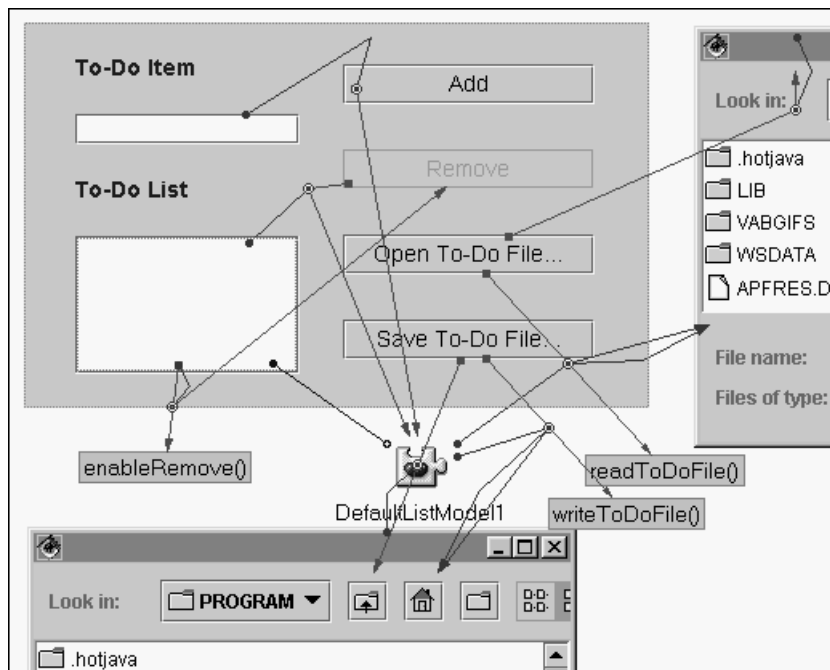 To-Do Item
Add
Remove
To-Do List
Open To-Do File...
Save To-Do File...
Look in:
.hotjava
LIB
VABGIFS
WSDATA
APFRES.D
File name:
Files of type:
enableRemove()
DefaultListModel1
readToDoFile()
writeToDoFile()
Look in:
PROGRAM
.hotjava